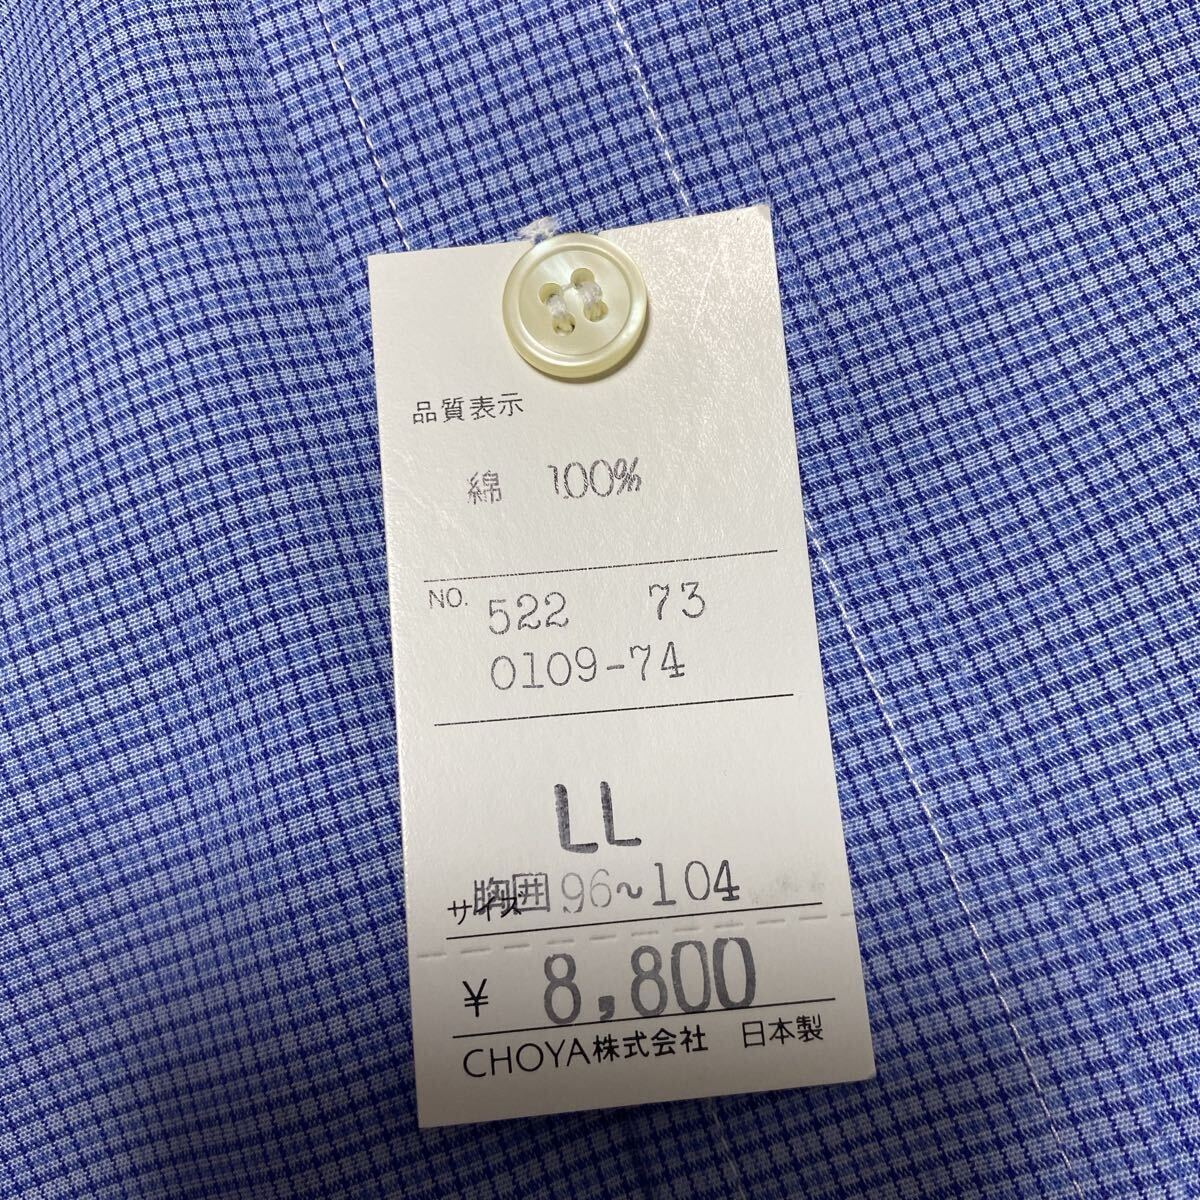 品質表示
綿 100%
NO. 522 73
0109-74
LL
胸囲 96~104
サイズ
¥ 8,800
CHOYA株式会社 日本製